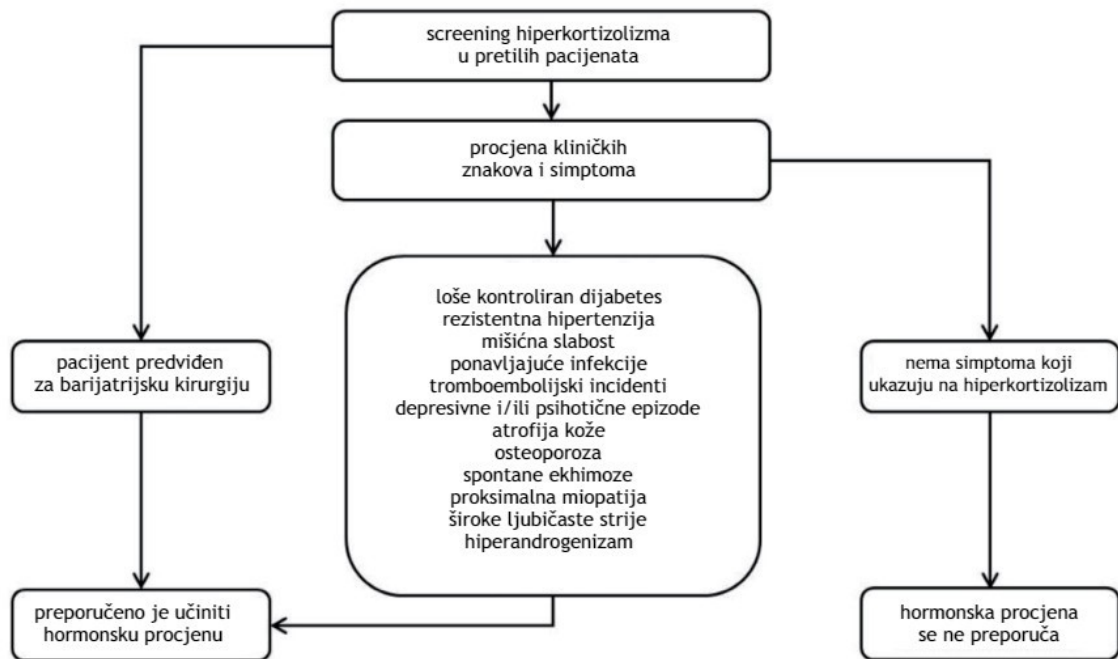 screening hiperkortizolizma
u pretilih pacijenata
procjena kliničkih
znakova i simptoma
loše kontroliran dijabetes
rezistentna hipertenzija
mišićna slabost
ponavljajuće infekcije
tromboembolijski incidenti
depresivne i/ili psihotične epizode
atrofija kože
osteoporoza
spontane ekhimoze
proksimalna miopatija
široke ljubičaste strije
hiperandrogenizam
pacijent predviđen
za barijatrijsku kirurgiju
nema simptoma koji
ukazuju na hiperkortizolizam
preporučeno je učiniti
hormonsku procjenu
hormonska procjena
se ne preporuča